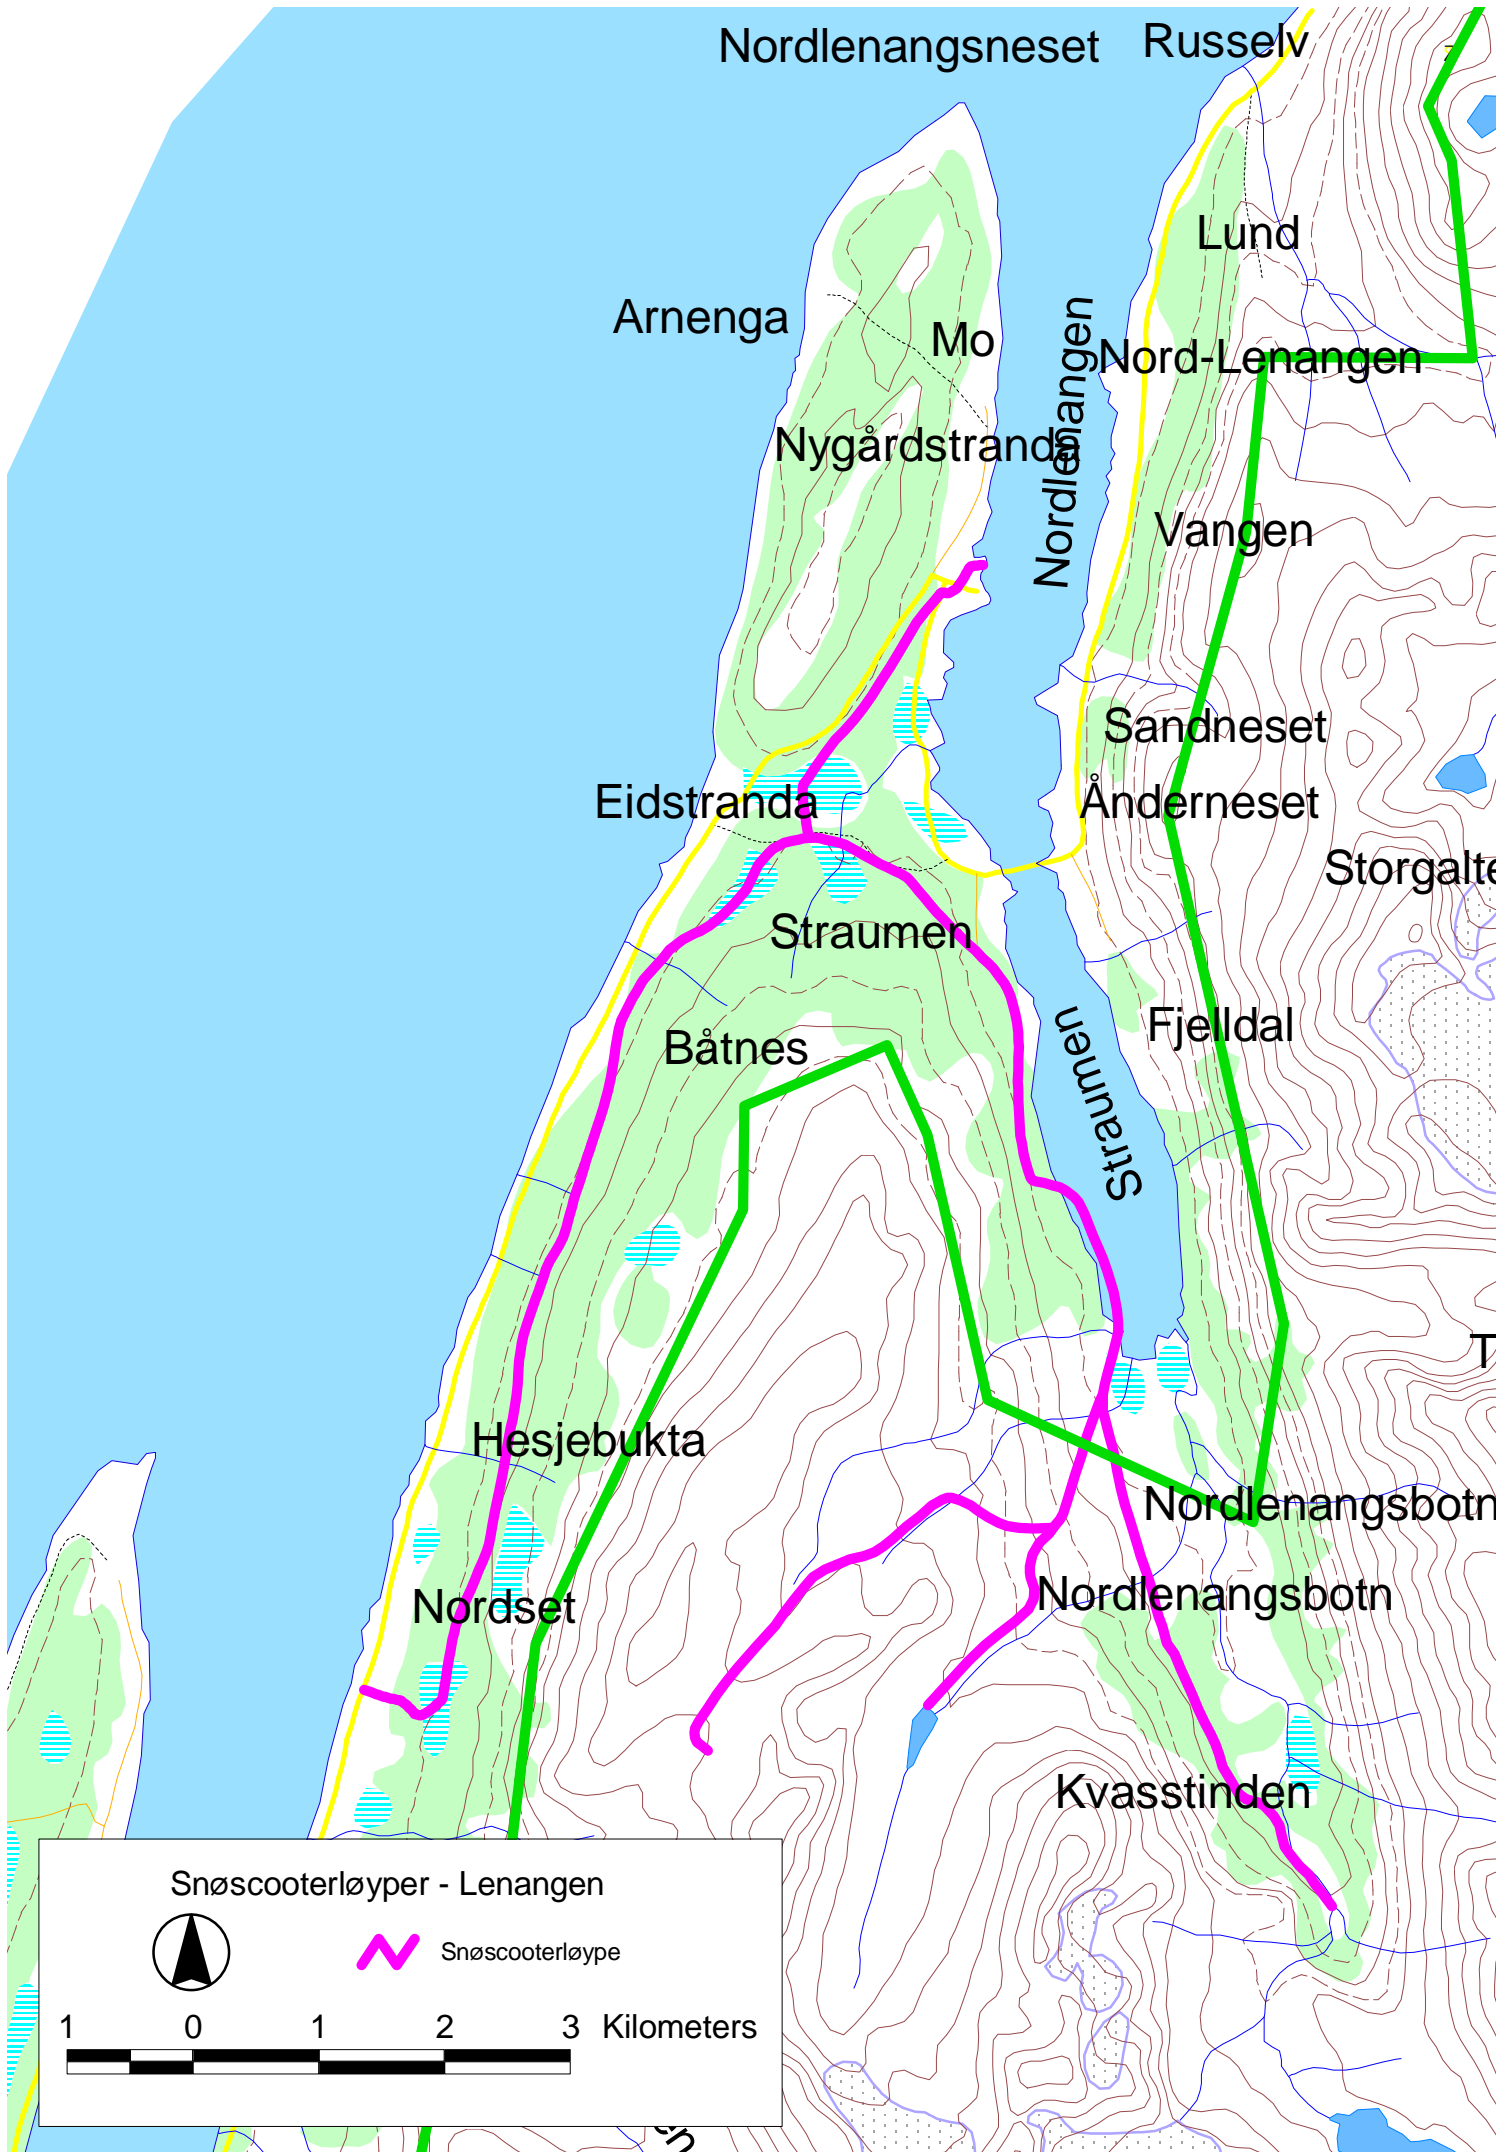 Nordlenangsneset
Russelv
Lund
Arnenga
Mo
Nord-Lenangen
Nordlenangen
Nygårdstranda
Vangen
Sandneset
Eidstranda
Ånderneset
Storgalte
Straumen
Fjelldal
Båtnes
Straumen
T
Hesjebukta
Nordlenangsbotn
Nordset
Nordlenangsbotn
Kvasstinden
Snøscooterløyper - Lenangen
Snøscooterløype
1 0 1 2 3 Kilometers